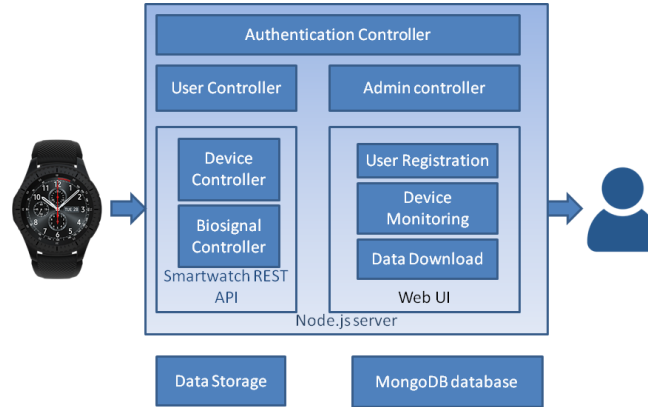 Authentication Controller
User Controller
Admin controller
Device
Controller
Biosignal
Controller
Smartwatch REST
API
User Registration
Device
Monitoring
Data Download
Web UI
Node.js server
Data Storage
MongoDB database